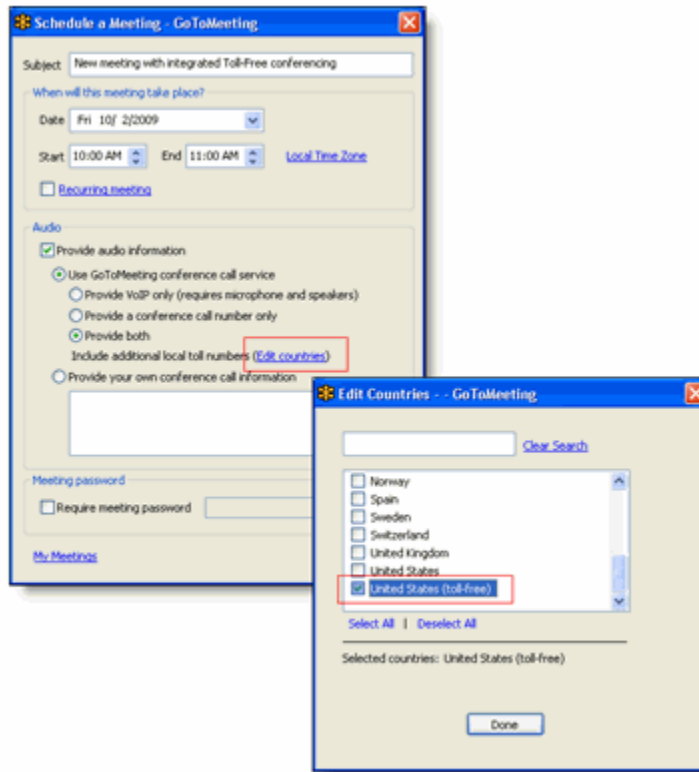 Schedule a Meeting - GoToMeeting
Subject New meeting with integrated Toll-Free conferencing
When will this meeting take place?
Date Fri 10/ 2/2009
Start 10:00 AM End 11:00 AM Local Time Zone
Recurring meeting
Audio
Provide audio information
Use GoToMeeting conference call service
Provide VoIP only (requires microphone and speakers)
Provide a conference call number only
Provide both
Include additional local toll numbers (Edit countries)
Provide your own conference call information
Meeting password
Require meeting password
My Meetings
Edit Countries - - GoToMeeting
Clear Search
Norway
Spain
Sweden
Switzerland
United Kingdom
United States
United States (toll-free)
Select All | Deselect All
Selected countries: United States (toll-free)
Done